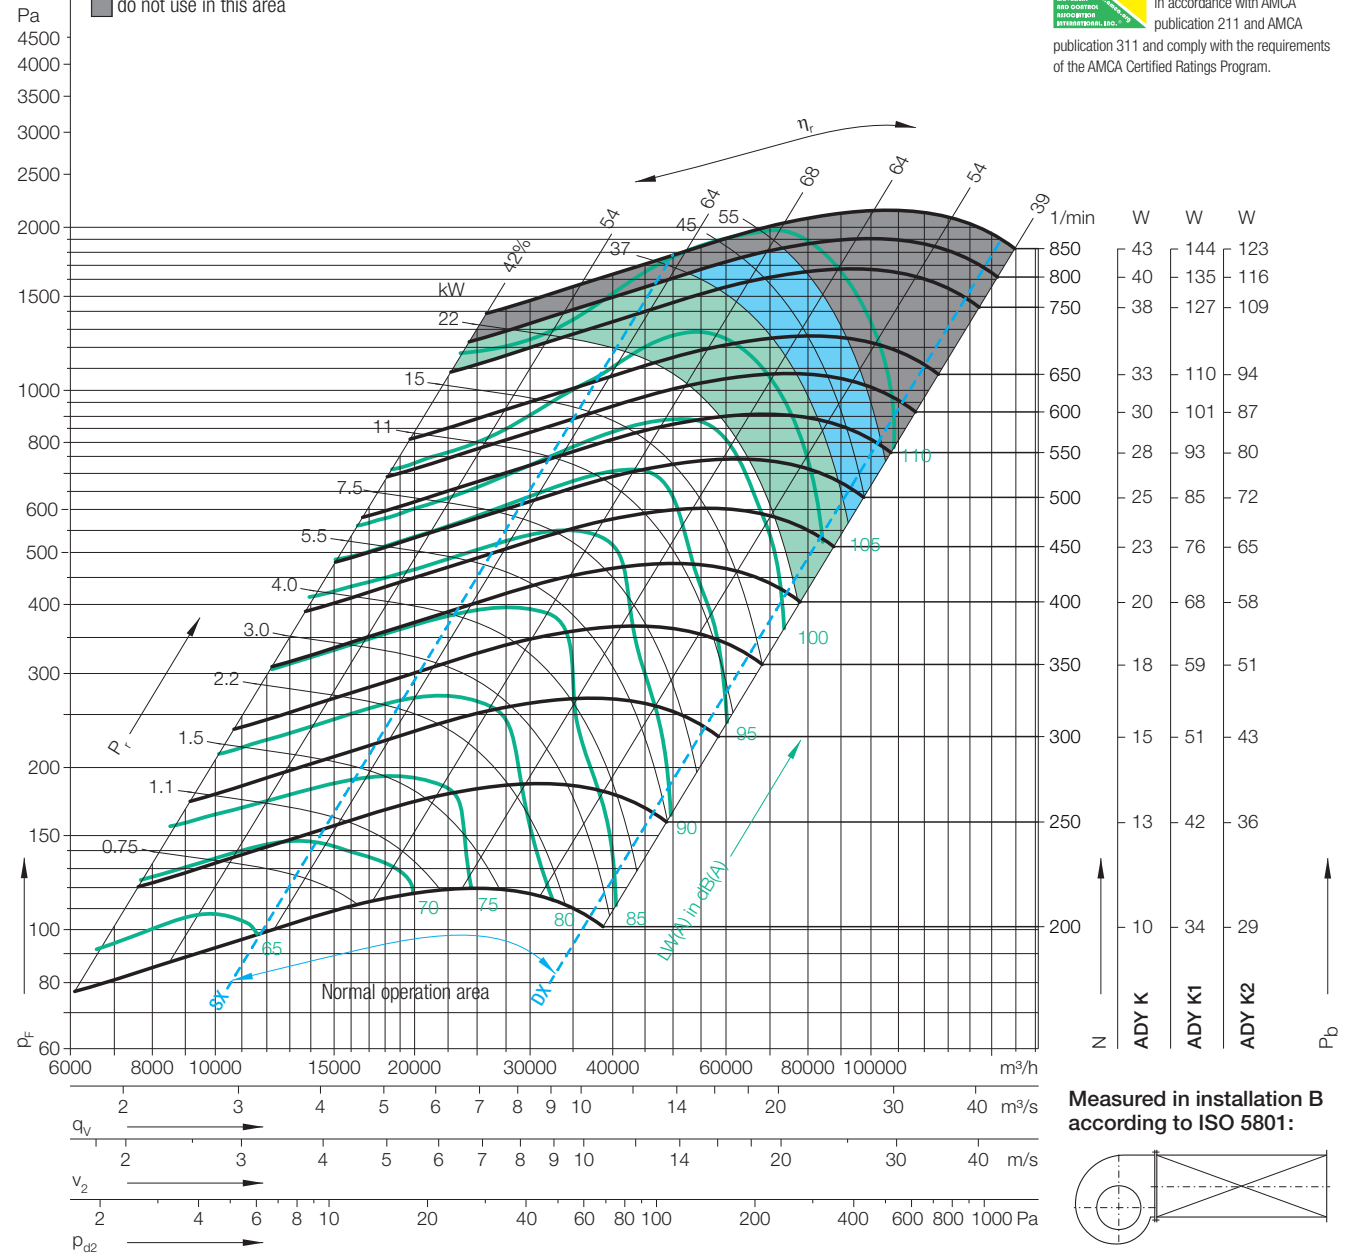 Pa
do not use in this area
AND CONTROL
ASSOCIATION
INTERNATIONAL, INC.®
in accordance with AMCA
publication 211 and AMCA
publication 311 and comply with the requirements
of the AMCA Certified Ratings Program.
4500
4000
3500
3000
2500
2000
1500
1000
800
600
500
400
300
200
150
100
80
60
pF
ηr
42%
54
64
68
64
54
39
kW
55
45
37
22
15
11
7.5
5.5
4.0
3.0
2.2
1.5
1.1
0.75
Pr
65
70
75
80
85
90
95
100
105
110
LW(A) in dB(A)
SX
DX
Normal operation area
1/min W W W
850 43 144 123
800 40 135 116
750 38 127 109
650 33 110 94
600 30 101 87
550 28 93 80
500 25 85 72
450 23 76 65
400 20 68 58
350 18 59 51
300 15 51 43
250 13 42 36
200 10 34 29
N
ADY K
ADY K1
ADY K2
Pb
6000 8000 10000 15000 20000 30000 40000 60000 80000 100000 m³/h
2 3 4 5 6 7 8 9 10 14 20 30 40 m³/s
qV
2 3 4 5 6 7 8 9 10 14 20 30 40 m/s
v2
2 4 6 8 10 20 40 60 80 100 200 400 600 800 1000 Pa
pd2
Measured in installation B
according to ISO 5801: